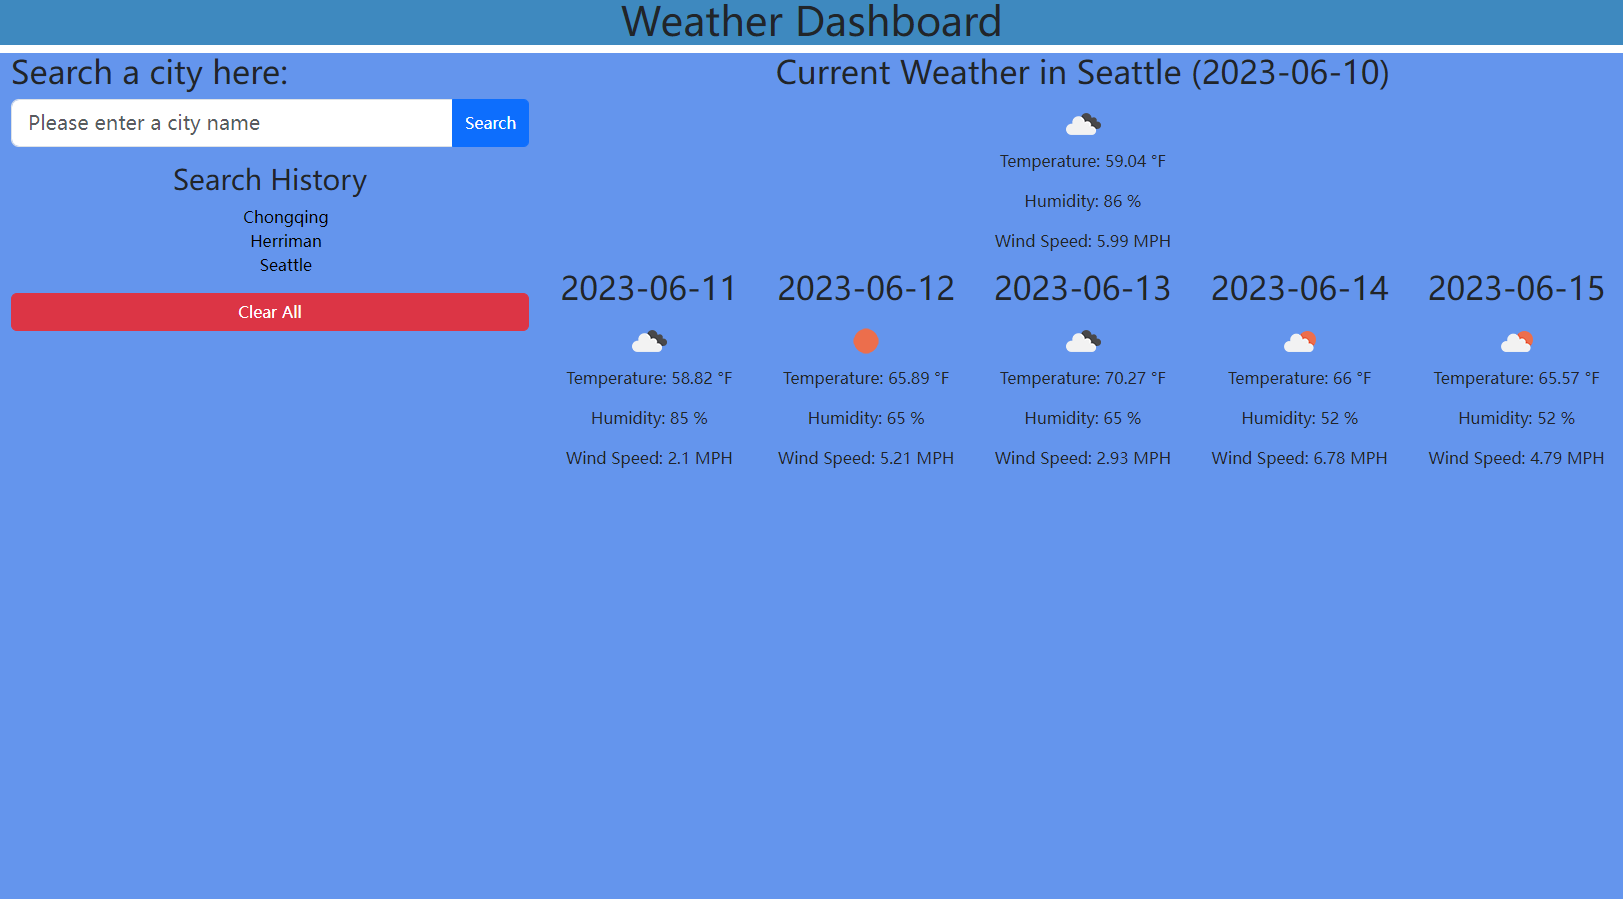 Weather Dashboard
Search a city here:
Please enter a city name
Search
Search History
Chongqing
Herriman
Seattle
Clear All
Current Weather in Seattle (2023-06-10)
Temperature: 59.04 °F
Humidity: 86 %
Wind Speed: 5.99 MPH
2023-06-11
Temperature: 58.82 °F
Humidity: 85 %
Wind Speed: 2.1 MPH
2023-06-12
Temperature: 65.89 °F
Humidity: 65 %
Wind Speed: 5.21 MPH
2023-06-13
Temperature: 70.27 °F
Humidity: 65 %
Wind Speed: 2.93 MPH
2023-06-14
Temperature: 66 °F
Humidity: 52 %
Wind Speed: 6.78 MPH
2023-06-15
Temperature: 65.57 °F
Humidity: 52 %
Wind Speed: 4.79 MPH